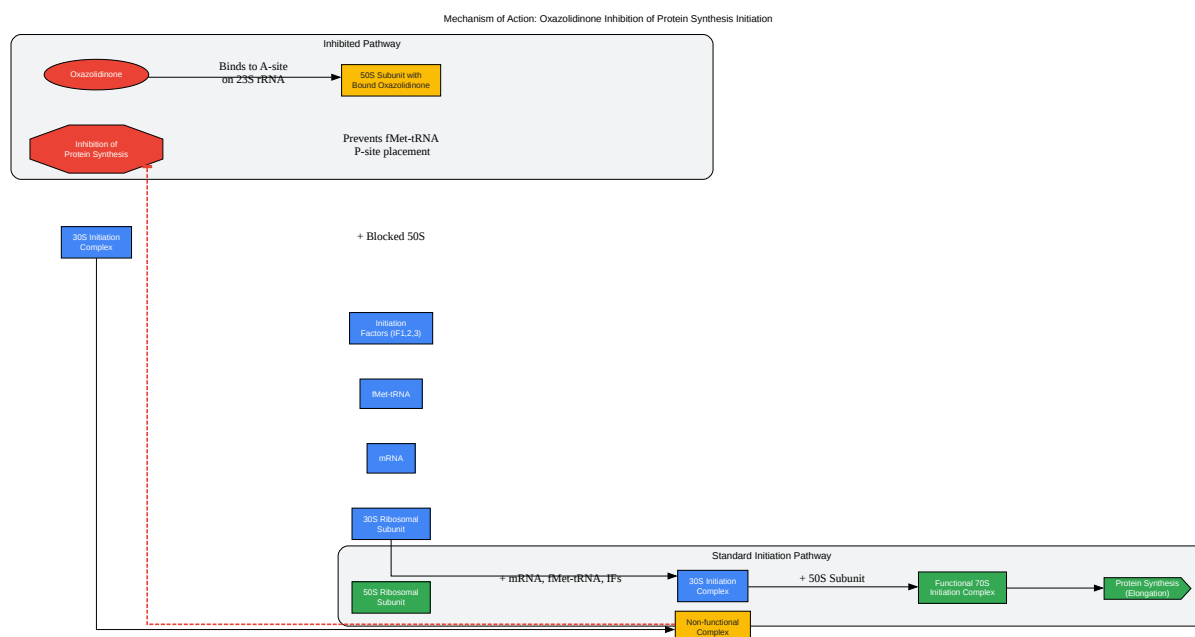 Mechanism of Action: Oxazolidinone Inhibition of Protein Synthesis Initiation
Inhibited Pathway
Oxazolidinone
Binds to A-site
on 23S rRNA
50S Subunit with
Bound Oxazolidinone
Inhibition of
Protein Synthesis
Prevents fMet-tRNA
P-site placement
30S Initiation
Complex
+ Blocked 50S
Initiation
Factors (IF1,2,3)
fMet-tRNA
mRNA
30S Ribosomal
Subunit
Standard Initiation Pathway
50S Ribosomal
Subunit
+ mRNA, fMet-tRNA, IFs
30S Initiation
Complex
+ 50S Subunit
Functional 70S
Initiation Complex
Protein Synthesis
(Elongation)
Non-functional
Complex